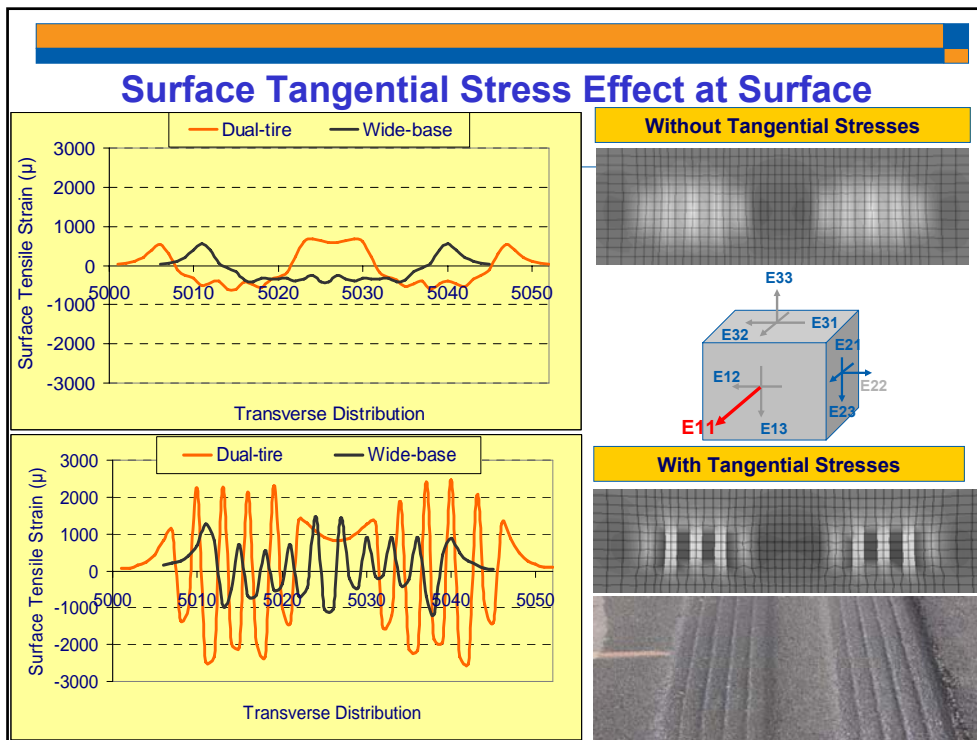 Surface Tangential Stress Effect at Surface
Dual-tire Wide-base
Surface Tensile Strain (µ)
3000
2000
1000
0
-1000
-2000
-3000
5000 5010 5020 5030 5040 5050
Transverse Distribution
Without Tangential Stresses
E33
E31
E32
E21
E12
E22
E23
E11
E13
Dual-tire Wide-base
Surface Tensile Strain (µ)
3000
2000
1000
0
-1000
-2000
-3000
5000 5010 5020 5030 5040 5050
Transverse Distribution
With Tangential Stresses